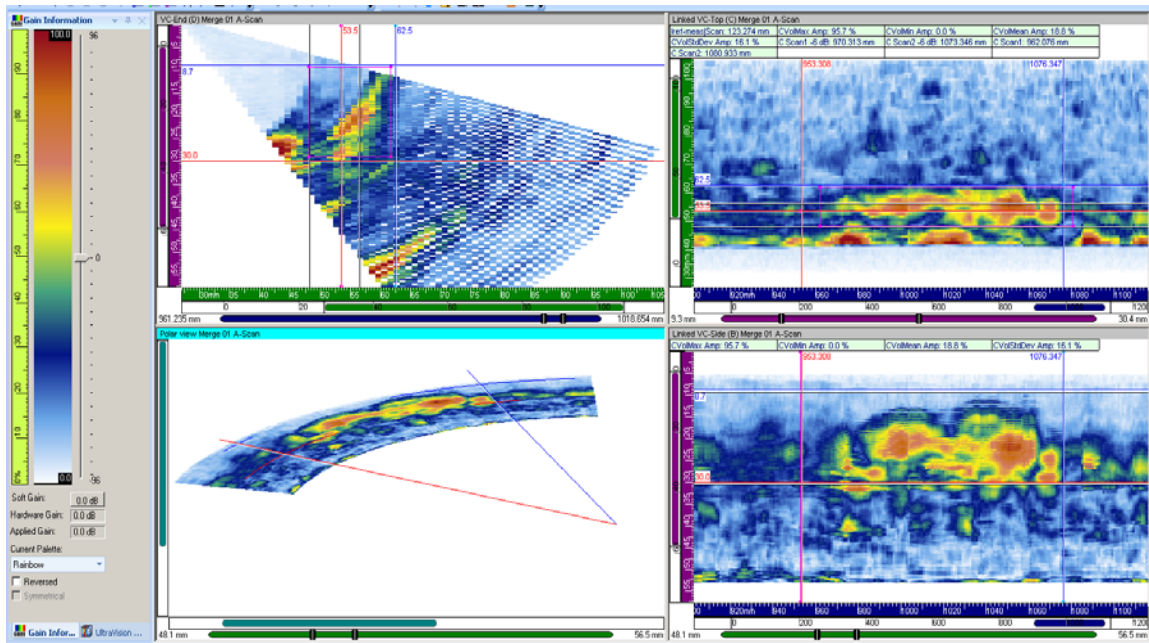 Gain Information
100.0
96
0
0.0
-96
Soft Gain: 0.0 dB
Hardware Gain: 0.0 dB
Applied Gain: 0.0 dB
Current Palette:
Rainbow
Reversed
Symmetrical
Gain Infor...
UltraVision ...
VC-End (D) Merge 01 A-Scan
53.5
62.5
8.7
30.0
961.235 mm
1018.654 mm
Polar view Merge 01 A-Scan
48.1 mm
56.5 mm
Linked VC-Top (C) Merge 01 A-Scan
CVolMax Amp: 95.7 %
CVolMin Amp: 0.0 %
CVolMean Amp: 18.8 %
CVolStdDev Amp: 16.1 %
C Scan1 -6 dB: 970.313 mm
C Scan2 -6 dB: 1073.346 mm
C Scan1: 962.076 mm
C Scan2: 1080.933 mm
953.308
1076.347
9.3 mm
30.4 mm
Linked VC-Side (B) Merge 01 A-Scan
CVolMax Amp: 95.7 %
CVolMin Amp: 0.0 %
CVolMean Amp: 18.8 %
CVolStdDev Amp: 16.1 %
953.308
1076.347
30.0
48.1 mm
56.5 mm